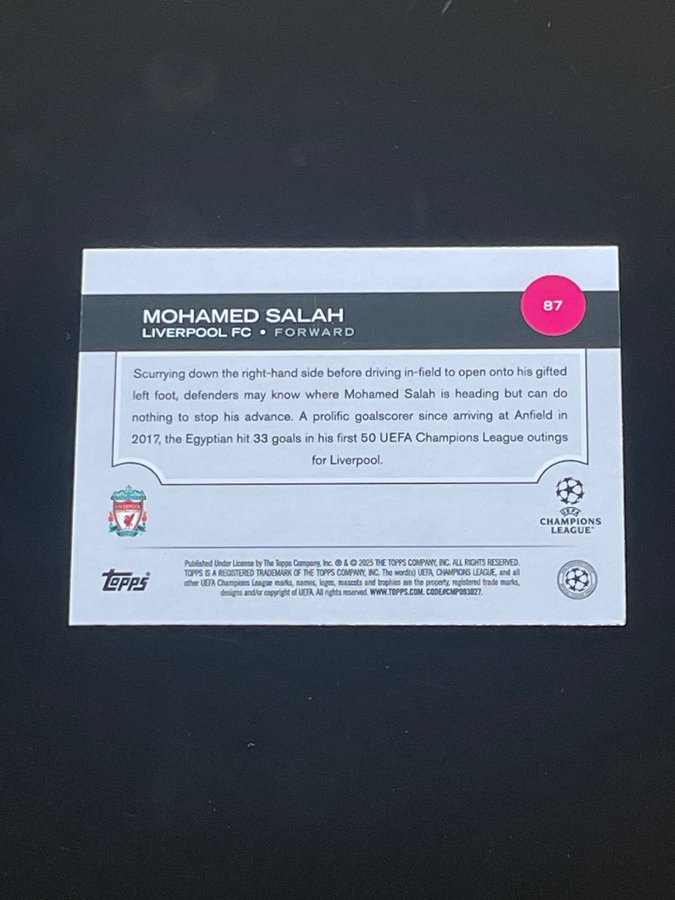 87
MOHAMED SALAH
LIVERPOOL FC • FORWARD
Scurrying down the right-hand side before driving in-field to open onto his gifted
left foot, defenders may know where Mohamed Salah is heading but can do
nothing to stop his advance. A prolific goalscorer since arriving at Anfield in
2017, the Egyptian hit 33 goals in his first 50 UEFA Champions League outings
for Liverpool.
LIVERPOOL
UEFA
CHAMPIONS
LEAGUE
Topps
Published Under License by The Topps Company, Inc. ® & © 2025 THE TOPPS COMPANY, INC. ALL RIGHTS RESERVED.
TOPPS IS A REGISTERED TRADEMARK OF THE TOPPS COMPANY, INC. The word(s) UEFA, CHAMPIONS LEAGUE, and all
other UEFA Champions League marks, names, logos, mascots and trophies are the property, registered trade marks,
designs and/or copyright of UEFA. All rights reserved. WWW.TOPPS.COM. CODE#CMP093027.